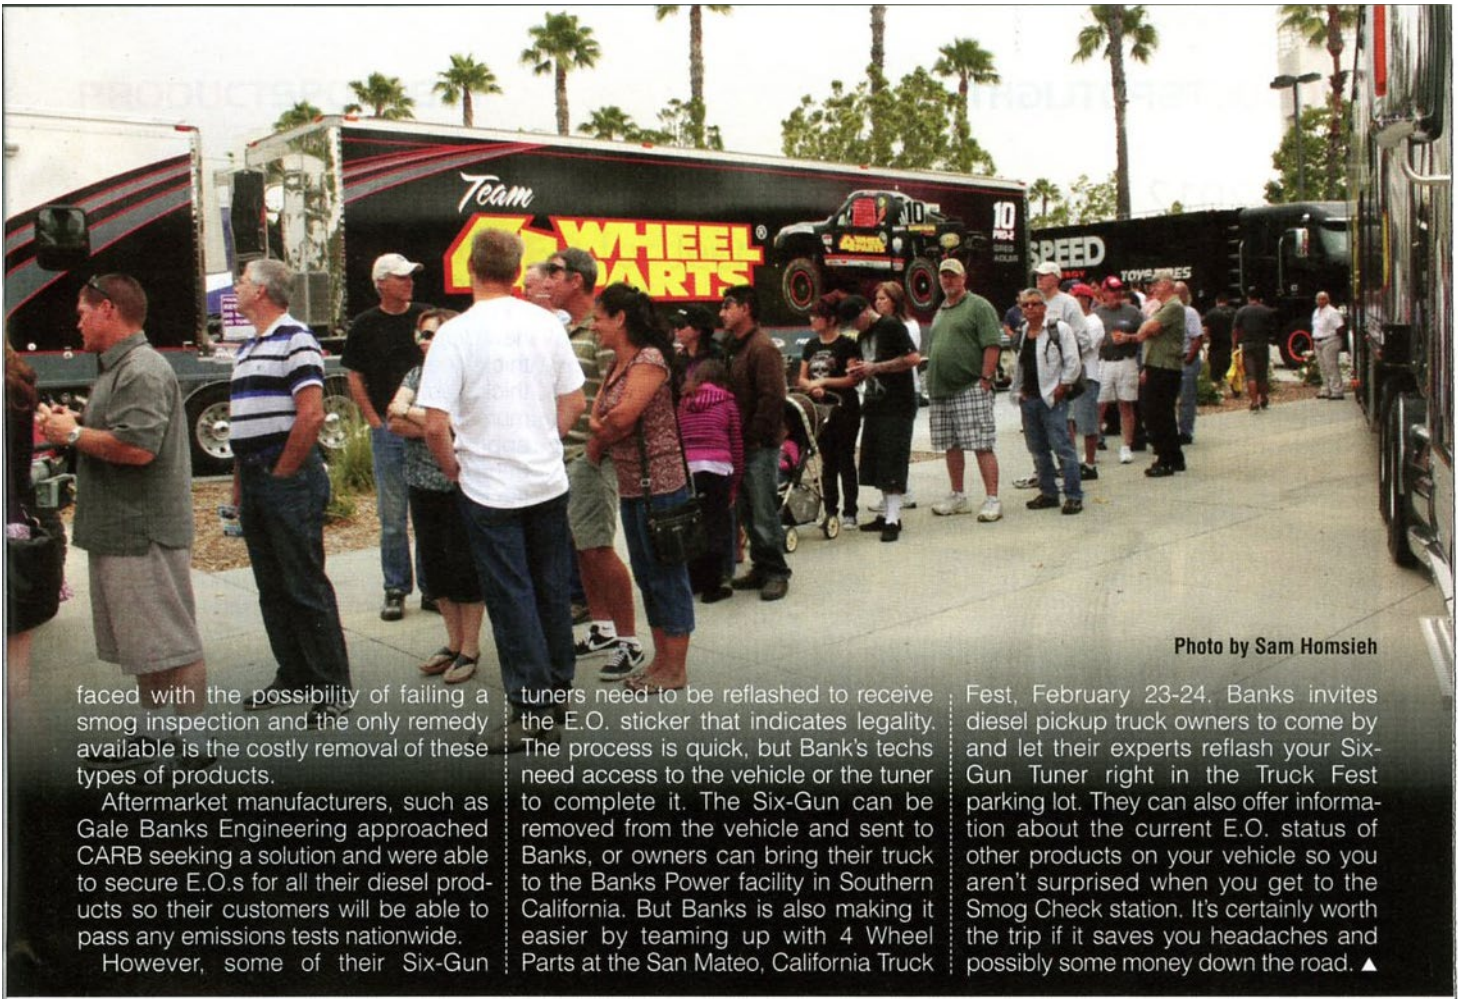 Team
4 WHEEL PARTS®
10
10
PRO-2
GREG
ADLER
SPEED
ENERGY
TOYO TIRES
Photo by Sam Homsieh
faced with the possibility of failing a
smog inspection and the only remedy
available is the costly removal of these
types of products.
Aftermarket manufacturers, such as
Gale Banks Engineering approached
CARB seeking a solution and were able
to secure E.O.s for all their diesel prod-
ucts so their customers will be able to
pass any emissions tests nationwide.
However, some of their Six-Gun
tuners need to be reflashed to receive
the E.O. sticker that indicates legality.
The process is quick, but Bank's techs
need access to the vehicle or the tuner
to complete it. The Six-Gun can be
removed from the vehicle and sent to
Banks, or owners can bring their truck
to the Banks Power facility in Southern
California. But Banks is also making it
easier by teaming up with 4 Wheel
Parts at the San Mateo, California Truck
Fest, February 23-24. Banks invites
diesel pickup truck owners to come by
and let their experts reflash your Six-
Gun Tuner right in the Truck Fest
parking lot. They can also offer informa-
tion about the current E.O. status of
other products on your vehicle so you
aren't surprised when you get to the
Smog Check station. It's certainly worth
the trip if it saves you headaches and
possibly some money down the road. ▲